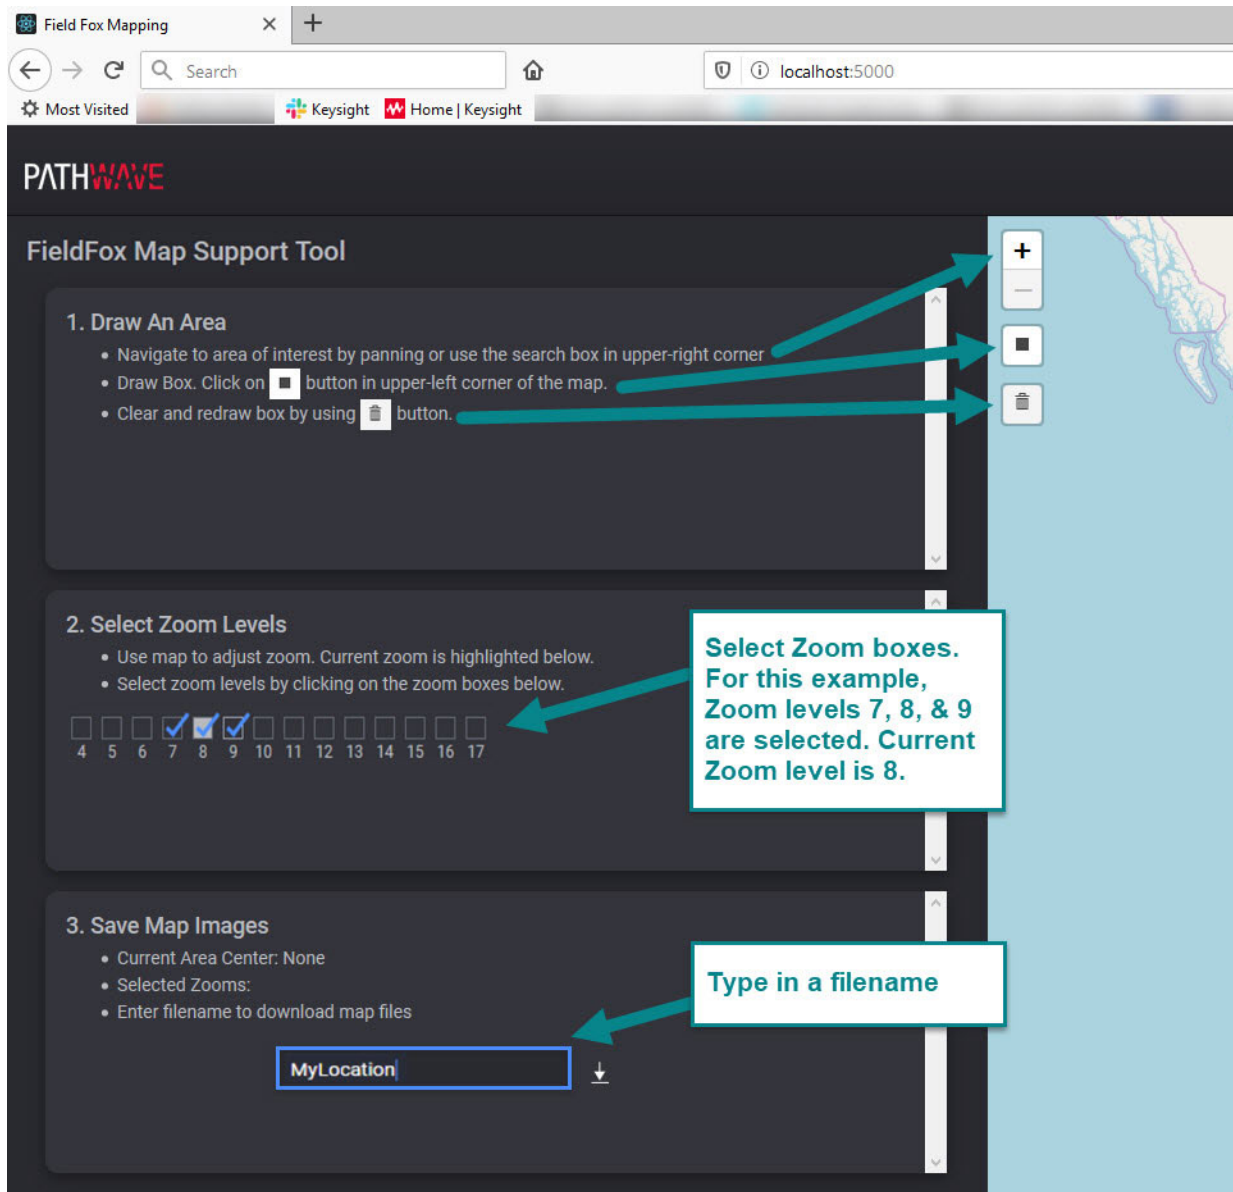 Field Fox Mapping
Search
localhost:5000
Most Visited
Keysight
Home | Keysight
PATHWAVE
FieldFox Map Support Tool
1. Draw An Area
• Navigate to area of interest by panning or use the search box in upper-right corner
• Draw Box. Click on button in upper-left corner of the map.
• Clear and redraw box by using button.
2. Select Zoom Levels
• Use map to adjust zoom. Current zoom is highlighted below.
• Select zoom levels by clicking on the zoom boxes below.
4 5 6 7 8 9 10 11 12 13 14 15 16 17
Select Zoom boxes.
For this example,
Zoom levels 7, 8, & 9
are selected. Current
Zoom level is 8.
3. Save Map Images
• Current Area Center: None
• Selected Zooms:
• Enter filename to download map files
Type in a filename
MyLocation